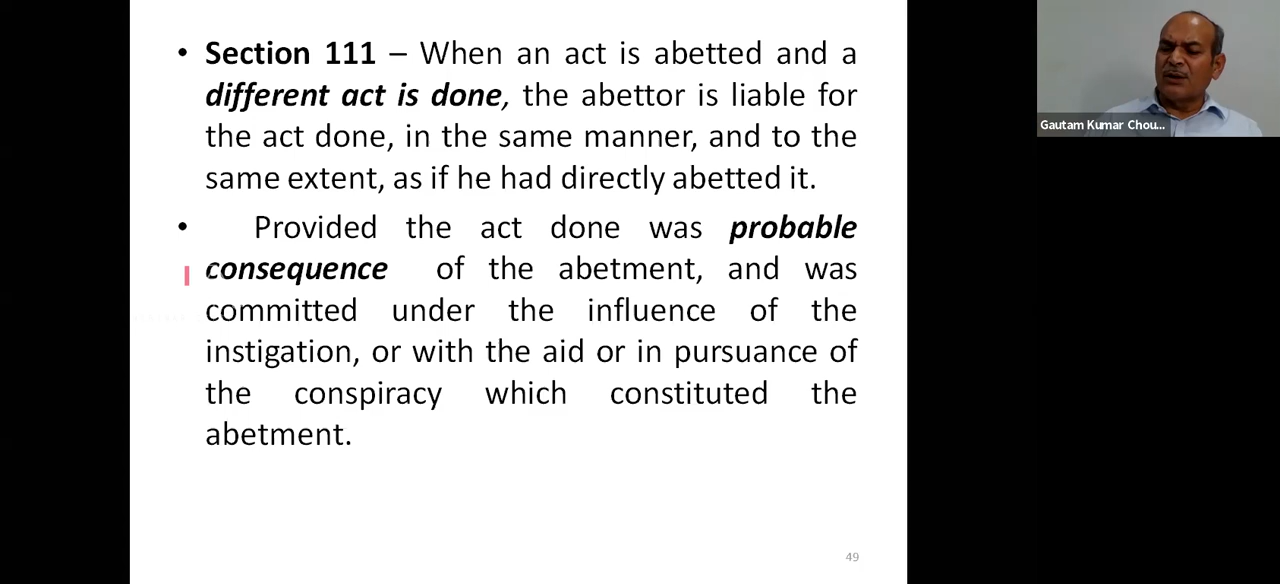 • Section 111 – When an act is abetted and a
different act is done, the abettor is liable for
the act done, in the same manner, and to the
same extent, as if he had directly abetted it.
• Provided the act done was probable
consequence of the abetment, and was
committed under the influence of the
instigation, or with the aid or in pursuance of
the conspiracy which constituted the
abetment.
49
Gautam Kumar Chou...